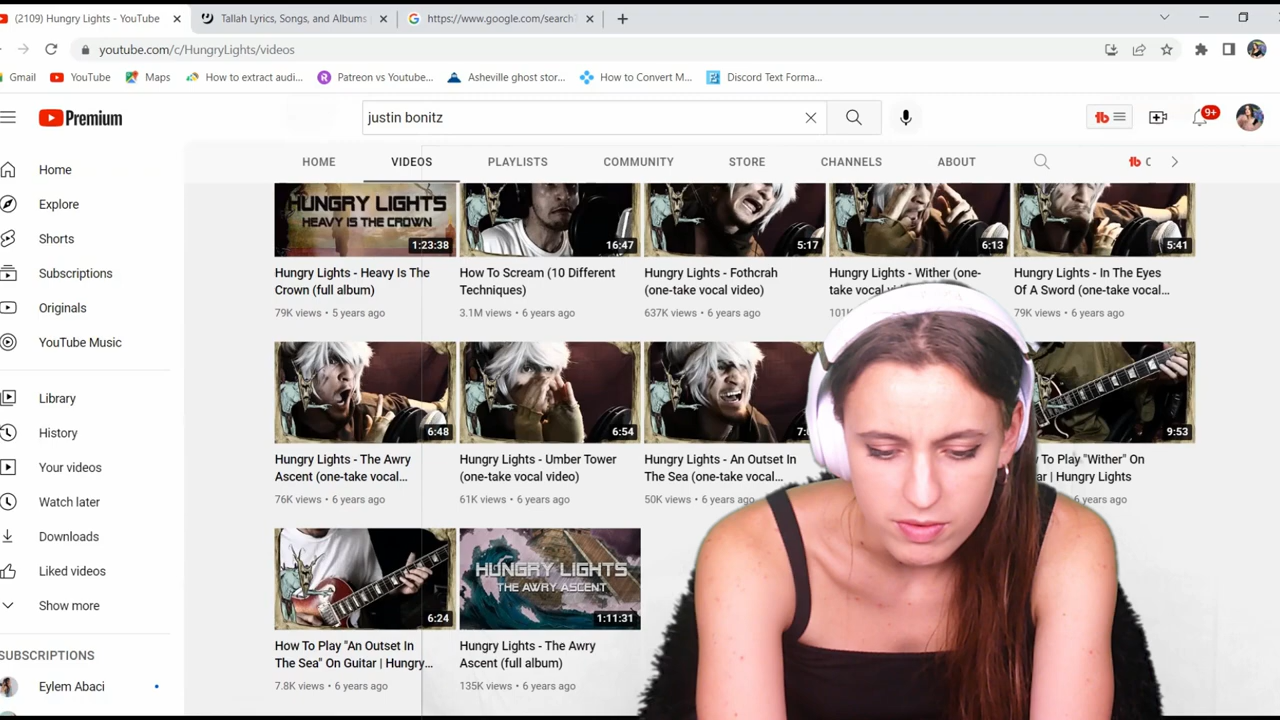 (2109) Hungry Lights - YouTube
Tallah Lyrics, Songs, and Albums
https://www.google.com/search?
youtube.com/c/HungryLights/videos
Gmail
YouTube
Maps
How to extract audi...
Patreon vs Youtube...
Asheville ghost stor...
How to Convert M...
Discord Text Forma...
Premium
justin bonitz
tb
9+
HOME
VIDEOS
PLAYLISTS
COMMUNITY
STORE
CHANNELS
ABOUT
tb
Home
Explore
Shorts
Subscriptions
Originals
YouTube Music
Library
History
Your videos
Watch later
Downloads
Liked videos
Show more
SUBSCRIPTIONS
Eylem Abaci
HUNGRY LIGHTS
HEAVY IS THE CROWN
1:23:38
16:47
5:17
6:13
5:41
Hungry Lights - Heavy Is The
Crown (full album)
79K views • 5 years ago
How To Scream (10 Different
Techniques)
3.1M views • 6 years ago
Hungry Lights - Fothcrah
(one-take vocal video)
637K views • 6 years ago
Hungry Lights - Wither (one-
take vocal
101K
Hungry Lights - In The Eyes
Of A Sword (one-take vocal...
79K views • 6 years ago
6:48
6:54
9:53
Hungry Lights - The Awry
Ascent (one-take vocal...
76K views • 6 years ago
Hungry Lights - Umber Tower
(one-take vocal video)
61K views • 6 years ago
Hungry Lights - An Outset In
The Sea (one-take vocal...
50K views • 6 years ago
To Play "Wither" On
| Hungry Lights
6 years ago
6:24
HUNGRY LIGHTS
THE AWRY ASCENT
1:11:31
How To Play "An Outset In
The Sea" On Guitar | Hungry...
7.8K views • 6 years ago
Hungry Lights - The Awry
Ascent (full album)
135K views • 6 years ago